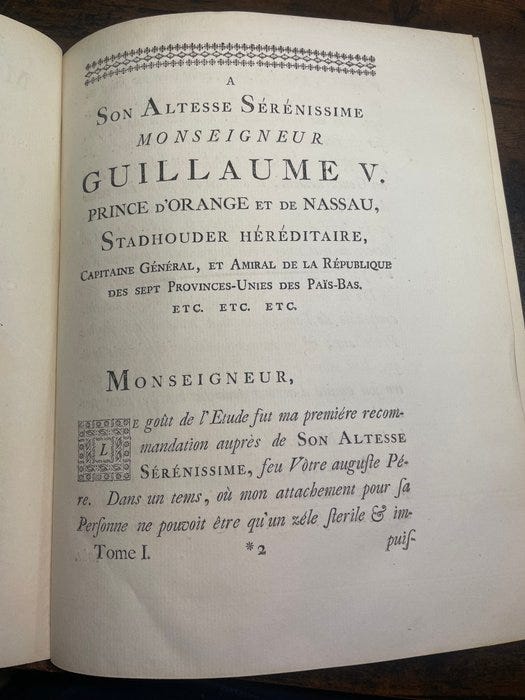 A
SON ALTESSE SÉRÉNISSIME
MONSEIGNEUR
GUILLAUME V.
PRINCE D'ORANGE ET DE NASSAU,
STADHOUDER HÉRÉDITAIRE,
CAPITAINE GÉNÉRAL, ET AMIRAL DE LA RÉPUBLIQUE
DES SEPT PROVINCES-UNIES DES PAÏS-BAS.
ETC. ETC. ETC.
MONSEIGNEUR,
LE goût de l'Etude fut ma premiére recom-
mandation auprès de SON ALTESSE
SÉRÉNISSIME, feu Vôtre auguſte Pé-
re. Dans un tems, où mon attachement pour ſa
Perſonne ne pouvoit être qu'un zéle ſterile & im-
puiſ-
Tome I. *2